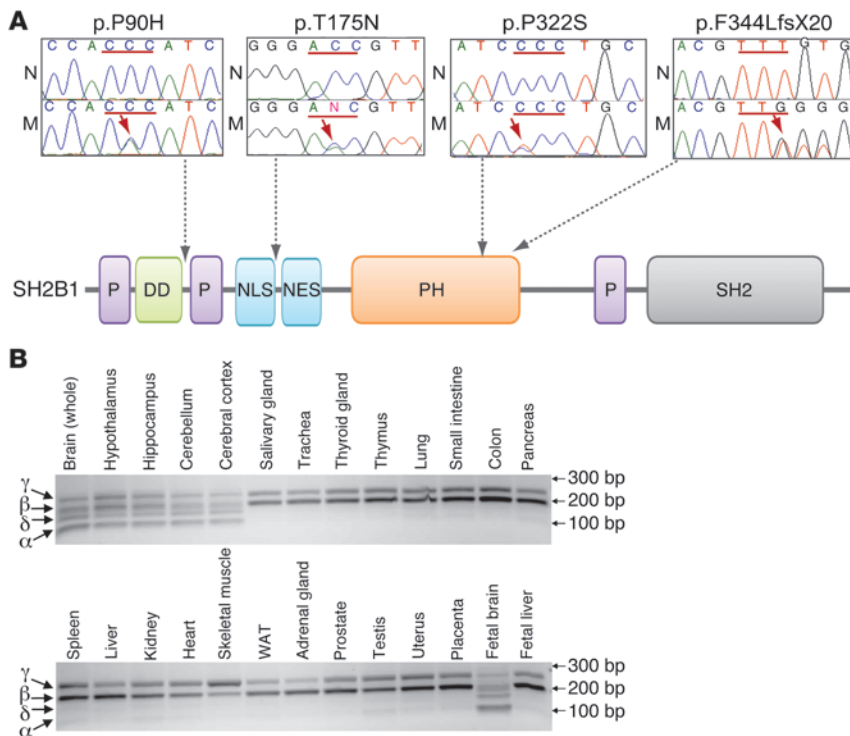 A
p.P90H p.T175N p.P322S p.F344LfsX20
C C A C C C A T C G G G A C C G T T A T C C C C T G C A C G T T T G T G
N N N N
C C A C C C A T C G G G A N C G T T A T C C C C T G C A C G T T G G G G
M M M M
SH2B1 P DD P NLS NES PH P SH2
B
Brain (whole)
Hypothalamus
Hippocampus
Cerebellum
Cerebral cortex
Salivary gland
Trachea
Thyroid gland
Thymus
Lung
Small intestine
Colon
Pancreas
γ
β
δ
α
300 bp
200 bp
100 bp
Spleen
Liver
Kidney
Heart
Skeletal muscle
WAT
Adrenal gland
Prostate
Testis
Uterus
Placenta
Fetal brain
Fetal liver
γ
β
δ
α
300 bp
200 bp
100 bp